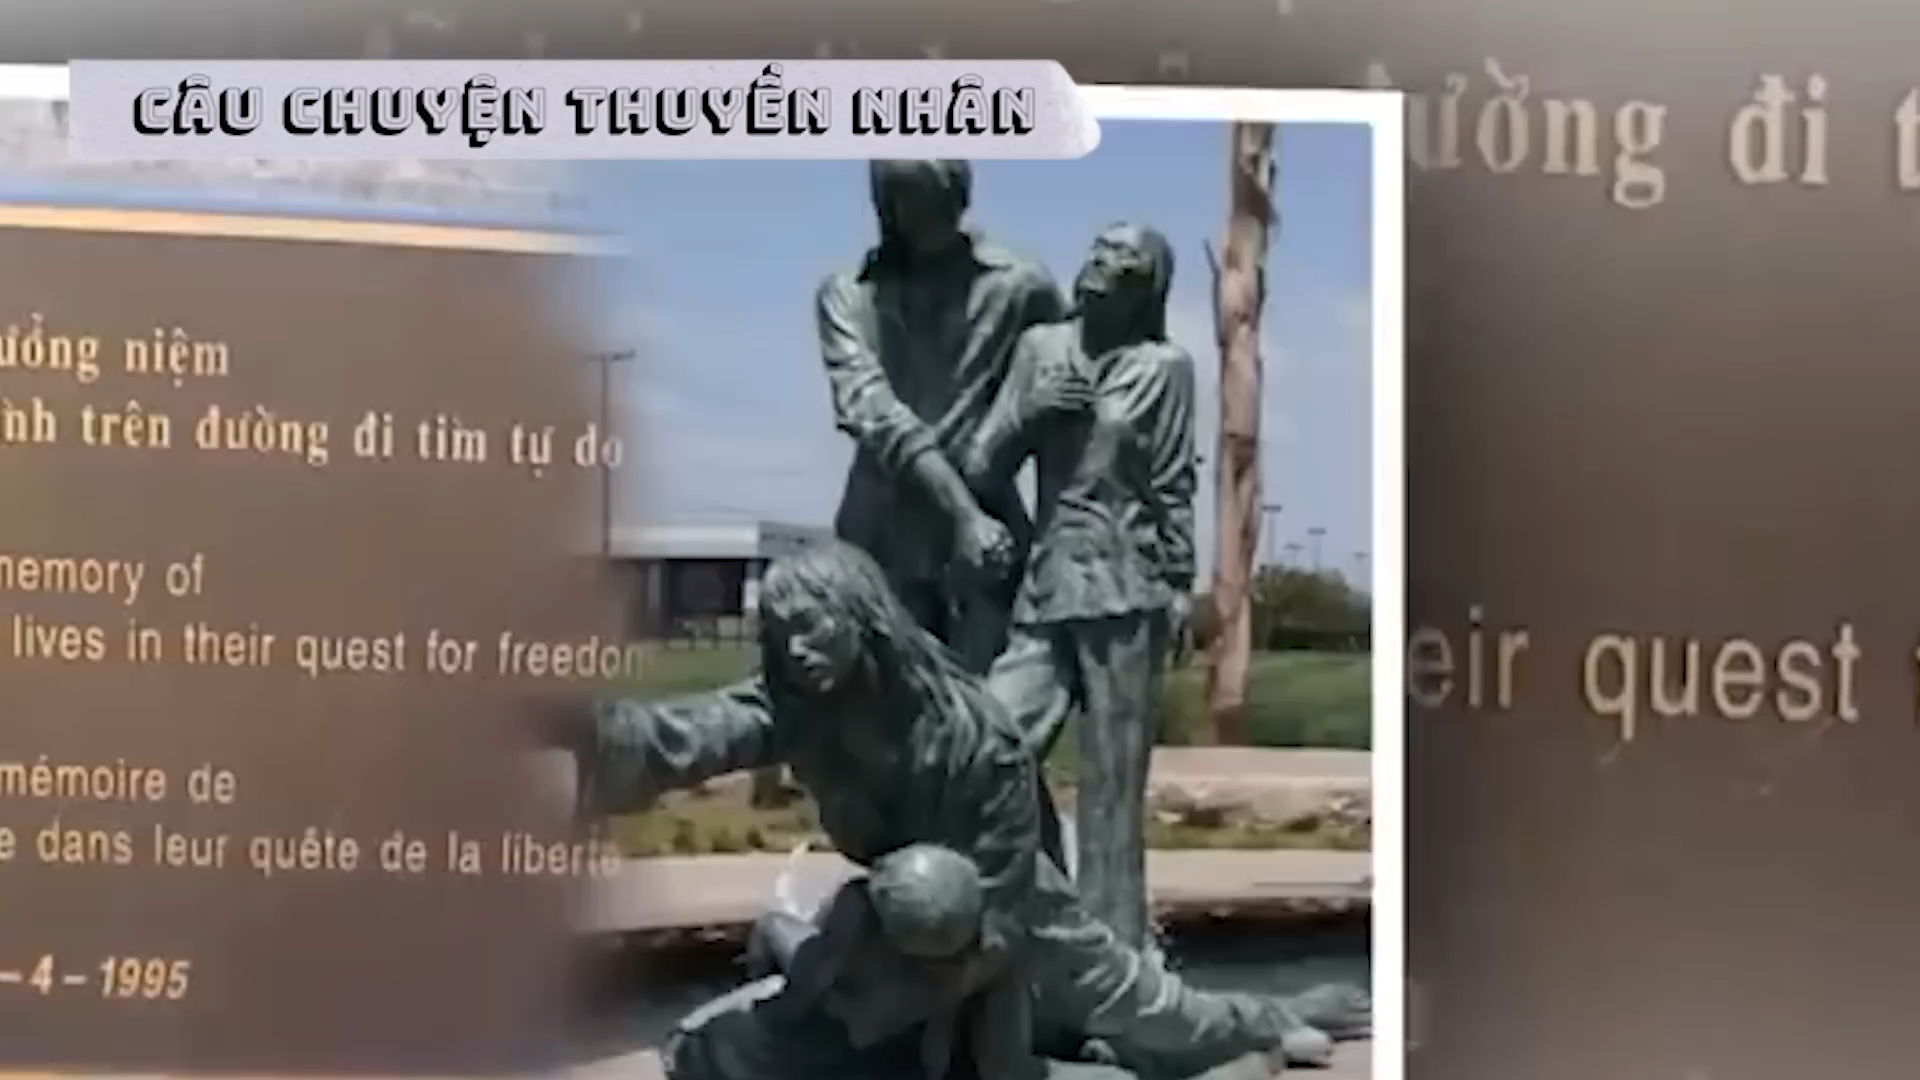 CÂU CHUYỆN THUYỀN NHÂN
ưởng niệm
ình trên đường đi tìm tự do
memory of
lives in their quest for freedom
mémoire de
e dans leur quête de la liberté
– 4 – 1995
ường đi t
eir quest